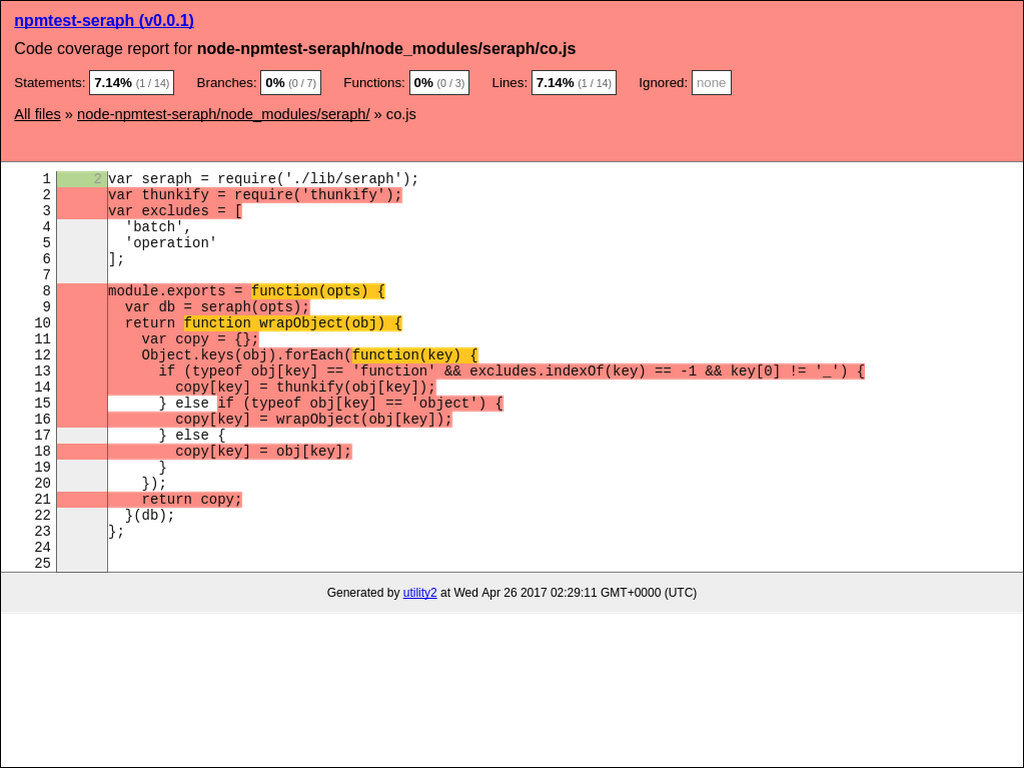 npmtest-seraph (v0.0.1)
Code coverage report for node-npmtest-seraph/node_modules/seraph/co.js
Statements: 7.14% (1 / 14) Branches: 0% (0 / 7) Functions: 0% (0 / 3) Lines: 7.14% (1 / 14) Ignored: none
All files » node-npmtest-seraph/node_modules/seraph/ » co.js
1 2 var seraph = require('./lib/seraph');
2 var thunkify = require('thunkify');
3 var excludes = [
4   'batch',
5   'operation'
6 ];
7
8 module.exports = function(opts) {
9   var db = seraph(opts);
10   return function wrapObject(obj) {
11     var copy = {};
12     Object.keys(obj).forEach(function(key) {
13       if (typeof obj[key] == 'function' && excludes.indexOf(key) == -1 && key[0] != '_') {
14         copy[key] = thunkify(obj[key]);
15       } else if (typeof obj[key] == 'object') {
16         copy[key] = wrapObject(obj[key]);
17       } else {
18         copy[key] = obj[key];
19       }
20     });
21     return copy;
22   }(db);
23 };
24
25
Generated by utility2 at Wed Apr 26 2017 02:29:11 GMT+0000 (UTC)